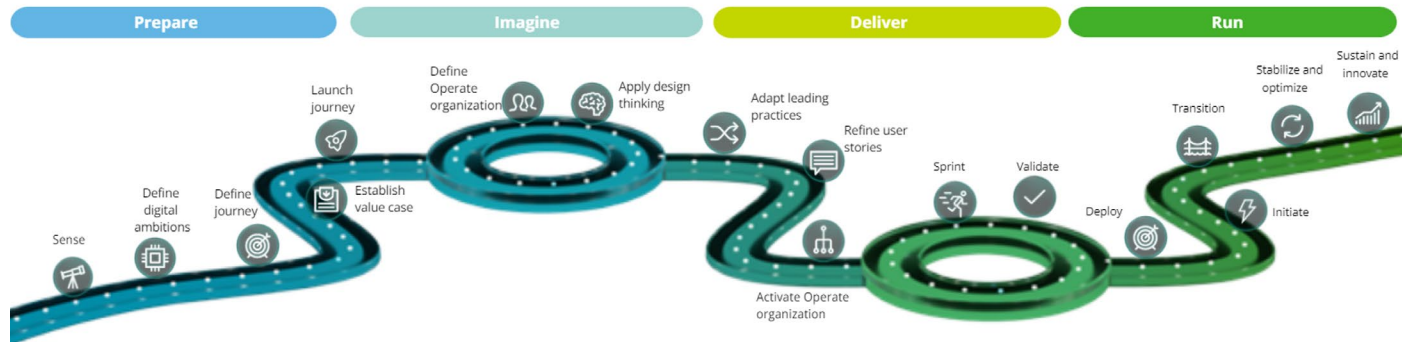 Prepare
Imagine
Deliver
Run
Sense
Define
digital
ambitions
Define
journey
Establish
value case
Launch
journey
Define
Operate
organization
Apply design
thinking
Adapt leading
practices
Refine user
stories
Activate Operate
organization
Sprint
Validate
Deploy
Initiate
Transition
Stabilize and
optimize
Sustain and
innovate